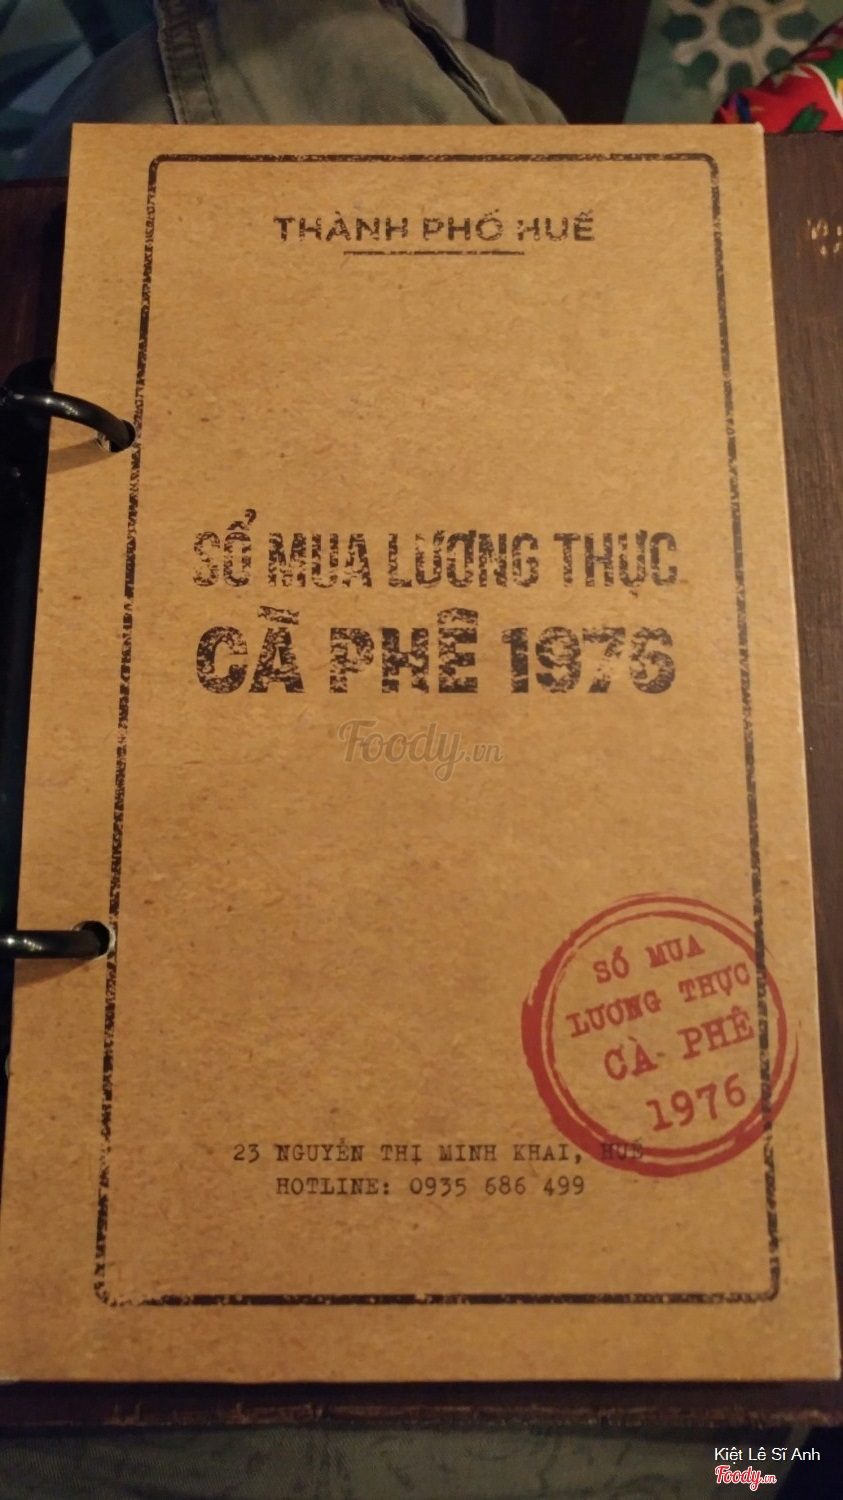 THÀNH PHỐ HUẾ
SỔ MUA LƯƠNG THỰC
CÀ PHÊ 1976
Foody.vn
SỔ MUA
LƯƠNG THỰC
CÀ PHÊ
1976
23 NGUYỄN THỊ MINH KHAI, HUẾ
HOTLINE: 0935 686 499
Kiệt Lê Sĩ Anh
Foody.vn